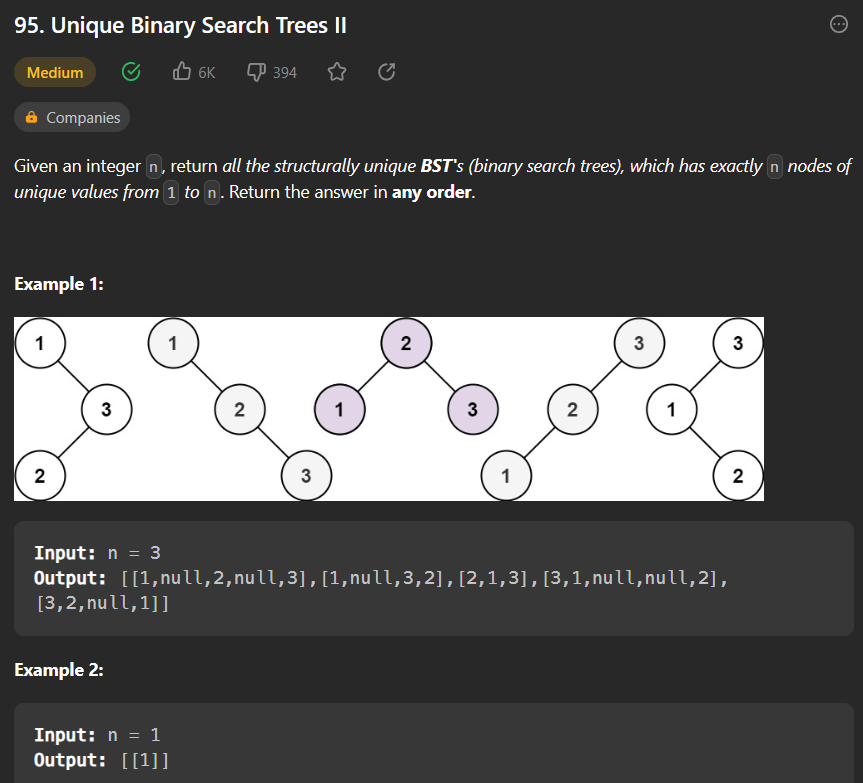 95. Unique Binary Search Trees II
Medium 6K 394
Companies
Given an integer n, return all the structurally unique BST's (binary search trees), which has exactly n nodes of
unique values from 1 to n. Return the answer in any order.
Example 1:
1 1 2 3 3
3 2 1 3 2 1
2 3 1 2
Input: n = 3
Output: [[1,null,2,null,3],[1,null,3,2],[2,1,3],[3,1,null,null,2],
[3,2,null,1]]
Example 2:
Input: n = 1
Output: [[1]]